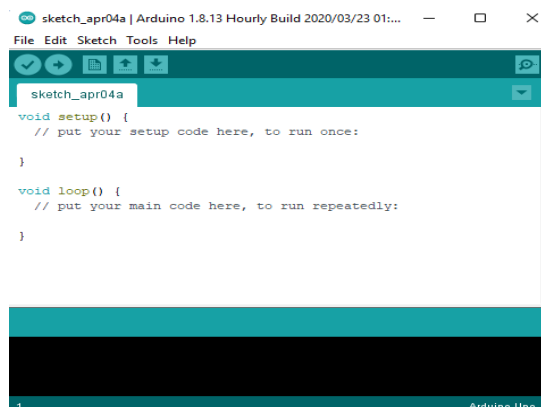 sketch_apr04a | Arduino 1.8.13 Hourly Build 2020/03/23 01:...
File Edit Sketch Tools Help
sketch_apr04a
void setup() {
// put your setup code here, to run once:
}
void loop() {
// put your main code here, to run repeatedly:
}
1
Arduino Uno